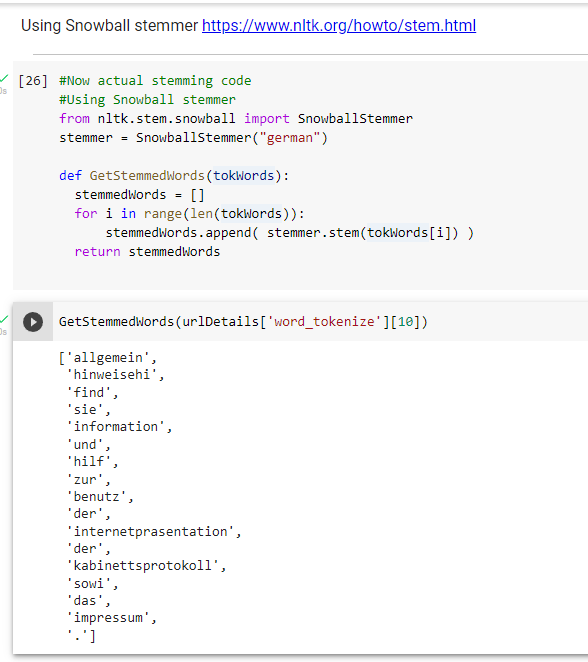 Using Snowball stemmer https://www.nltk.org/howto/stem.html
[26] #Now actual stemming code
#Using Snowball stemmer
from nltk.stem.snowball import SnowballStemmer
stemmer = SnowballStemmer("german")
def GetStemmedWords(tokWords):
stemmedWords = []
for i in range(len(tokWords)):
stemmedWords.append( stemmer.stem(tokWords[i]) )
return stemmedWords
GetStemmedWords(urlDetails['word_tokenize'][10])
['allgemein',
'hinweisehi',
'find',
'sie',
'information',
'und',
'hilf',
'zur',
'benutz',
'der',
'internetprasentation',
'der',
'kabinettsprotokoll',
'sowi',
'das',
'impressum',
'.']